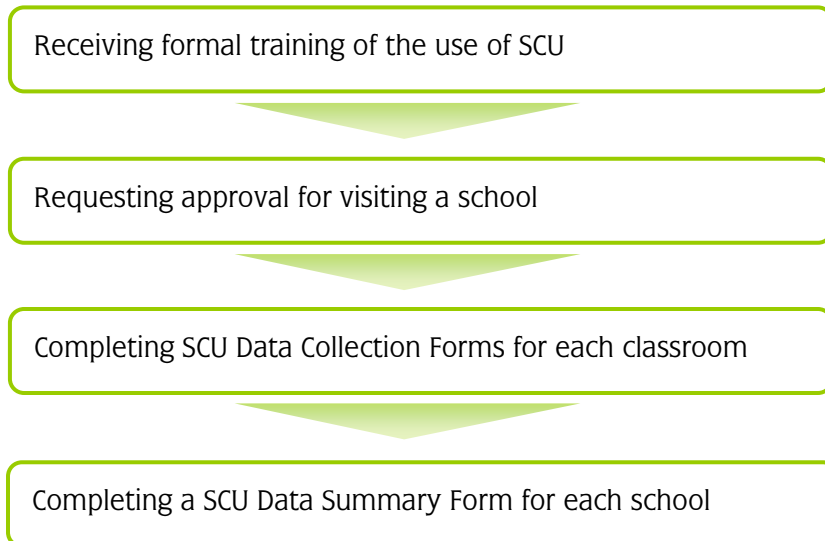 Receiving formal training of the use of SCU
Requesting approval for visiting a school
Completing SCU Data Collection Forms for each classroom
Completing a SCU Data Summary Form for each school